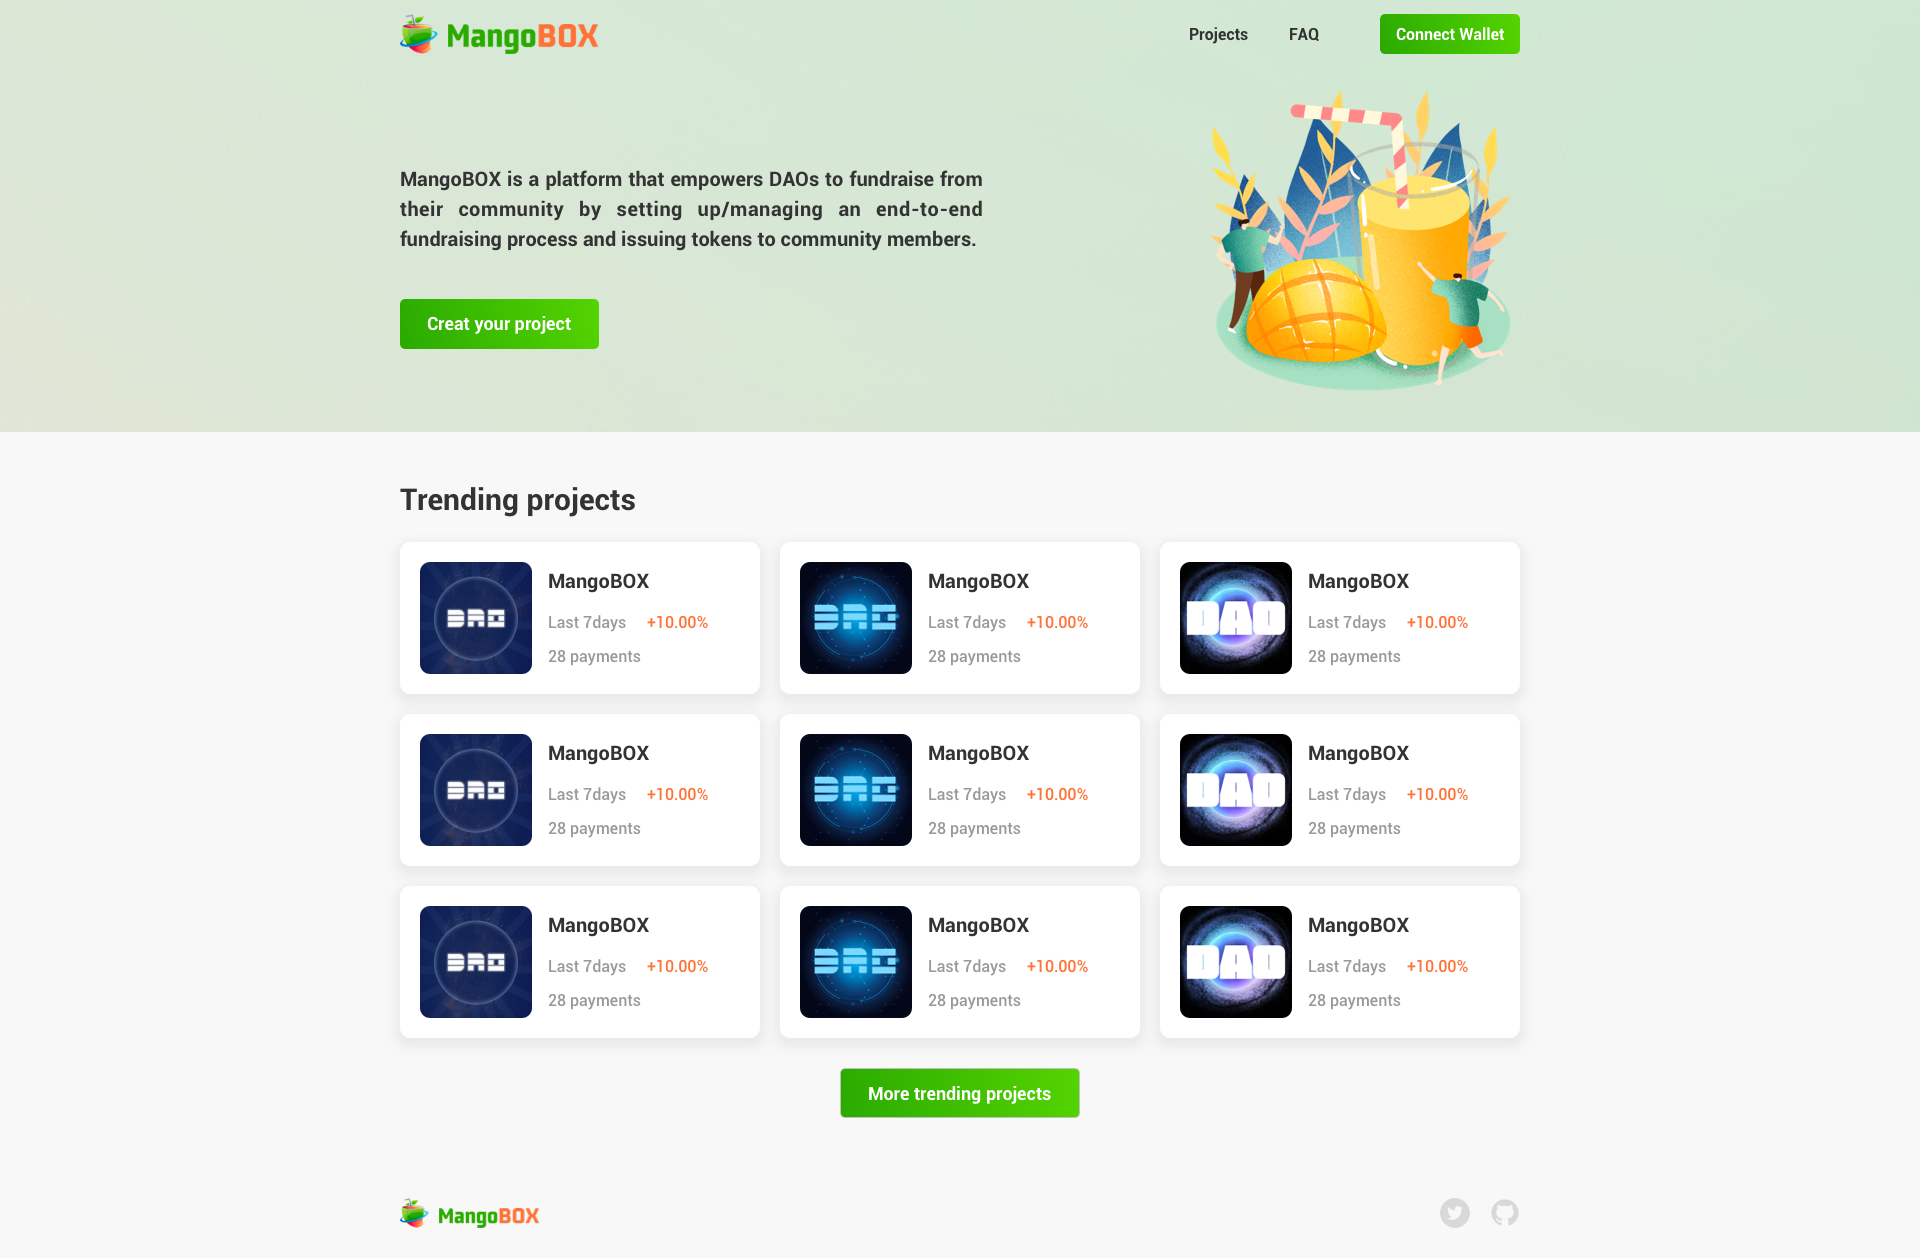 MangoBOX
Projects
FAQ
Connect Wallet
MangoBOX is a platform that empowers DAOs to fundraise from
their community by setting up/managing an end-to-end
fundraising process and issuing tokens to community members.
Creat your project
Trending projects
DAO
MangoBOX
Last 7days +10.00%
28 payments
DAO
MangoBOX
Last 7days +10.00%
28 payments
DAO
MangoBOX
Last 7days +10.00%
28 payments
DAO
MangoBOX
Last 7days +10.00%
28 payments
DAO
MangoBOX
Last 7days +10.00%
28 payments
DAO
MangoBOX
Last 7days +10.00%
28 payments
DAO
MangoBOX
Last 7days +10.00%
28 payments
DAO
MangoBOX
Last 7days +10.00%
28 payments
DAO
MangoBOX
Last 7days +10.00%
28 payments
More trending projects
MangoBOX